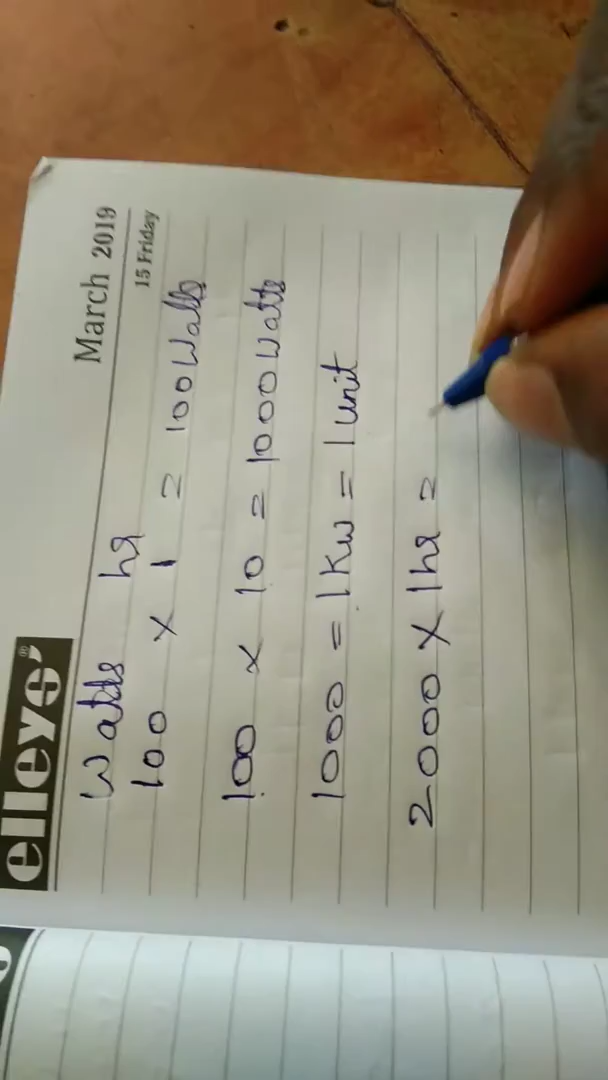 elleys®
March 2019
15 Friday
Watts hr
100 x 1 = 100 Watts
100 x 10 = 1000 Watts
1000 = 1 Kw = 1 unit
2000 x 1 hr =